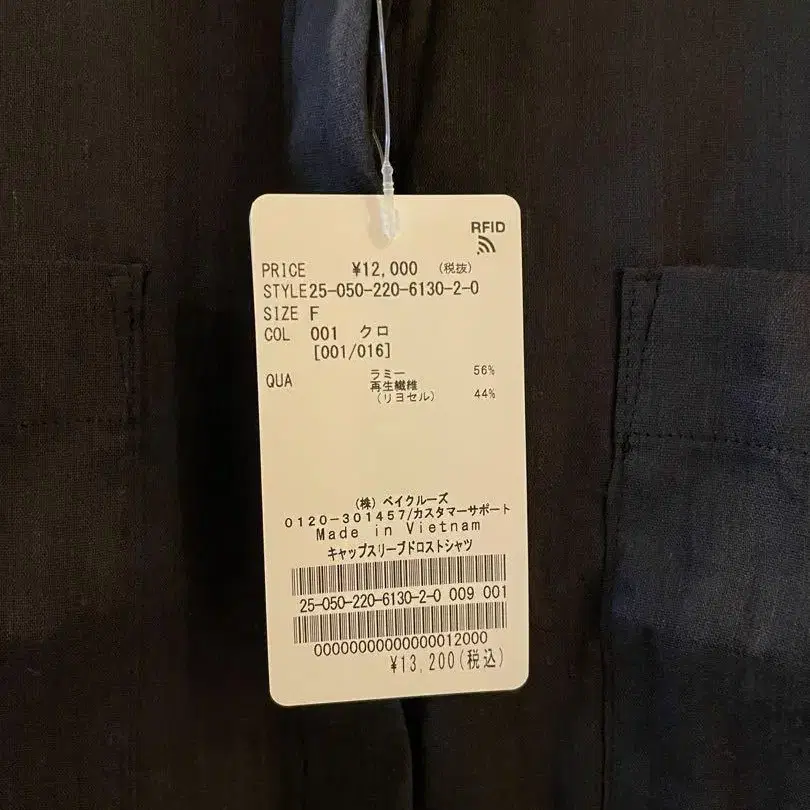 RFID
PRICE ¥12,000 (税抜)
STYLE25-050-220-6130-2-0
SIZE F
COL 001 クロ
[001/016]
QUA ラミー 56%
再生繊維
(リヨセル) 44%
(株)ベイクルーズ
0120-301457/カスタマーサポート
Made in Vietnam
キャップスリーブドロストシャツ
25-050-220-6130-2-0 009 001
00000000000000012000
¥13,200(税込)